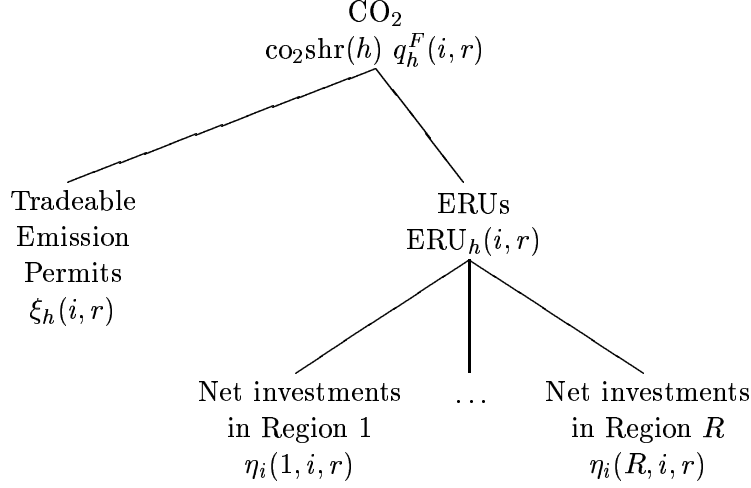 CO₂
co₂shr(h) q_h^F(i, r)
Tradeable
Emission
Permits
ξ_h(i, r)
ERUs
ERU_h(i, r)
Net investments
in Region 1
η_i(1, i, r)
. . .
Net investments
in Region R
η_i(R, i, r)